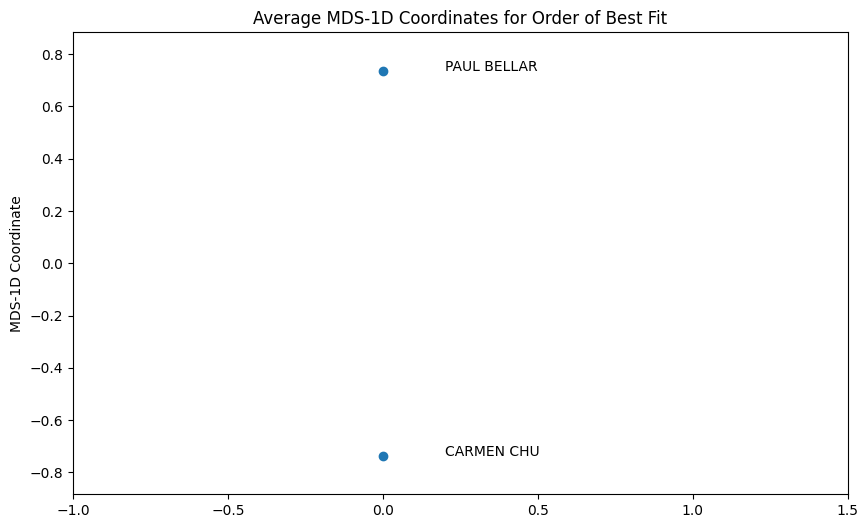 Average MDS-1D Coordinates for Order of Best Fit
0.8
PAUL BELLAR
0.6
0.4
0.2
0.0
−0.2
−0.4
−0.6
CARMEN CHU
−0.8
MDS-1D Coordinate
−1.0 −0.5 0.0 0.5 1.0 1.5